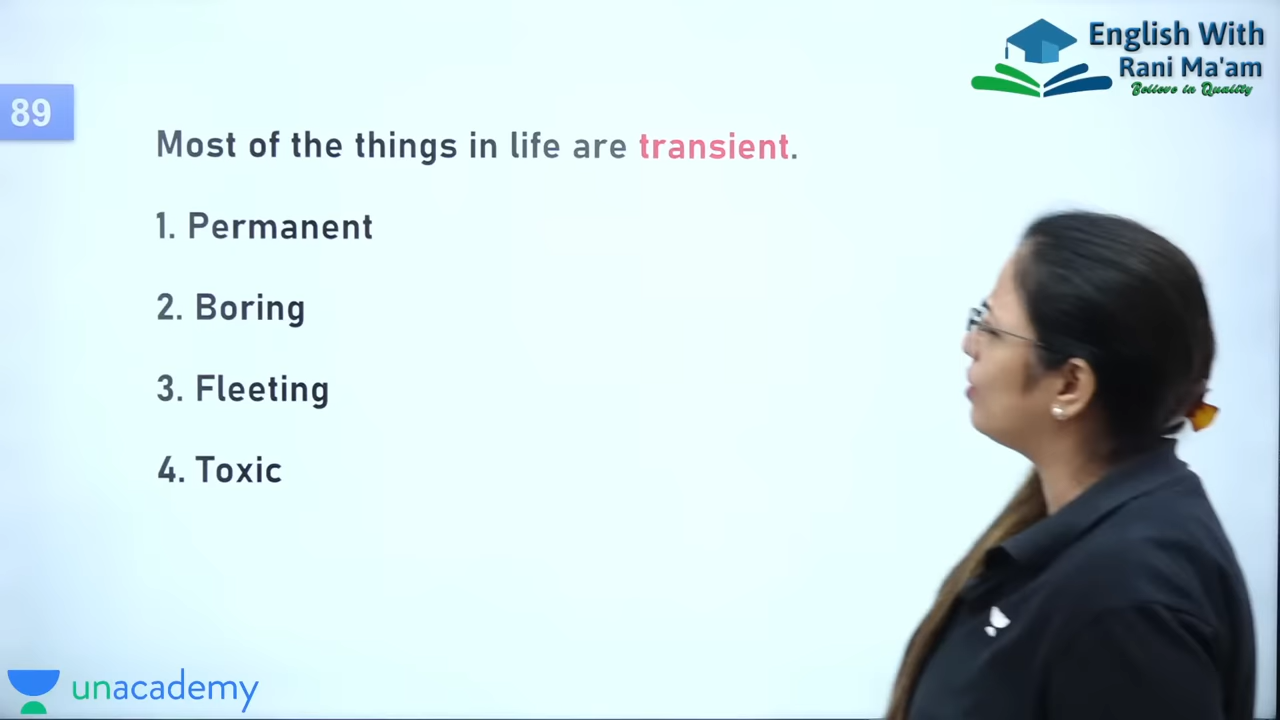 English With
Rani Ma'am
Believe in Quality
89
Most of the things in life are transient.
1. Permanent
2. Boring
3. Fleeting
4. Toxic
unacademy